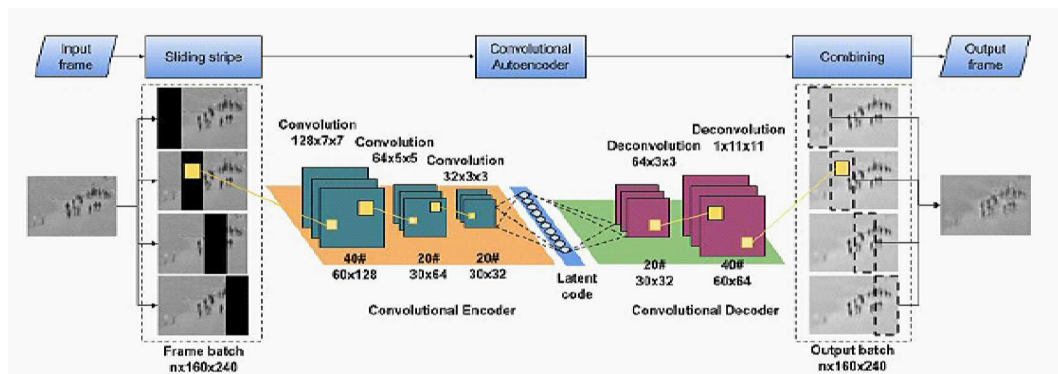 Input
frame
Sliding stripe
Convolutional
Autoencoder
Combining
Output
frame
Convolution
128x7x7
Convolution
64x5x5
Convolution
32x3x3
Deconvolution
64x3x3
Deconvolution
1x11x11
40#
60x128
20#
30x64
20#
30x32
Latent
code
20#
30x32
40#
60x64
Convolutional Encoder
Convolutional Decoder
Frame batch
nx160x240
Output batch
nx160x240